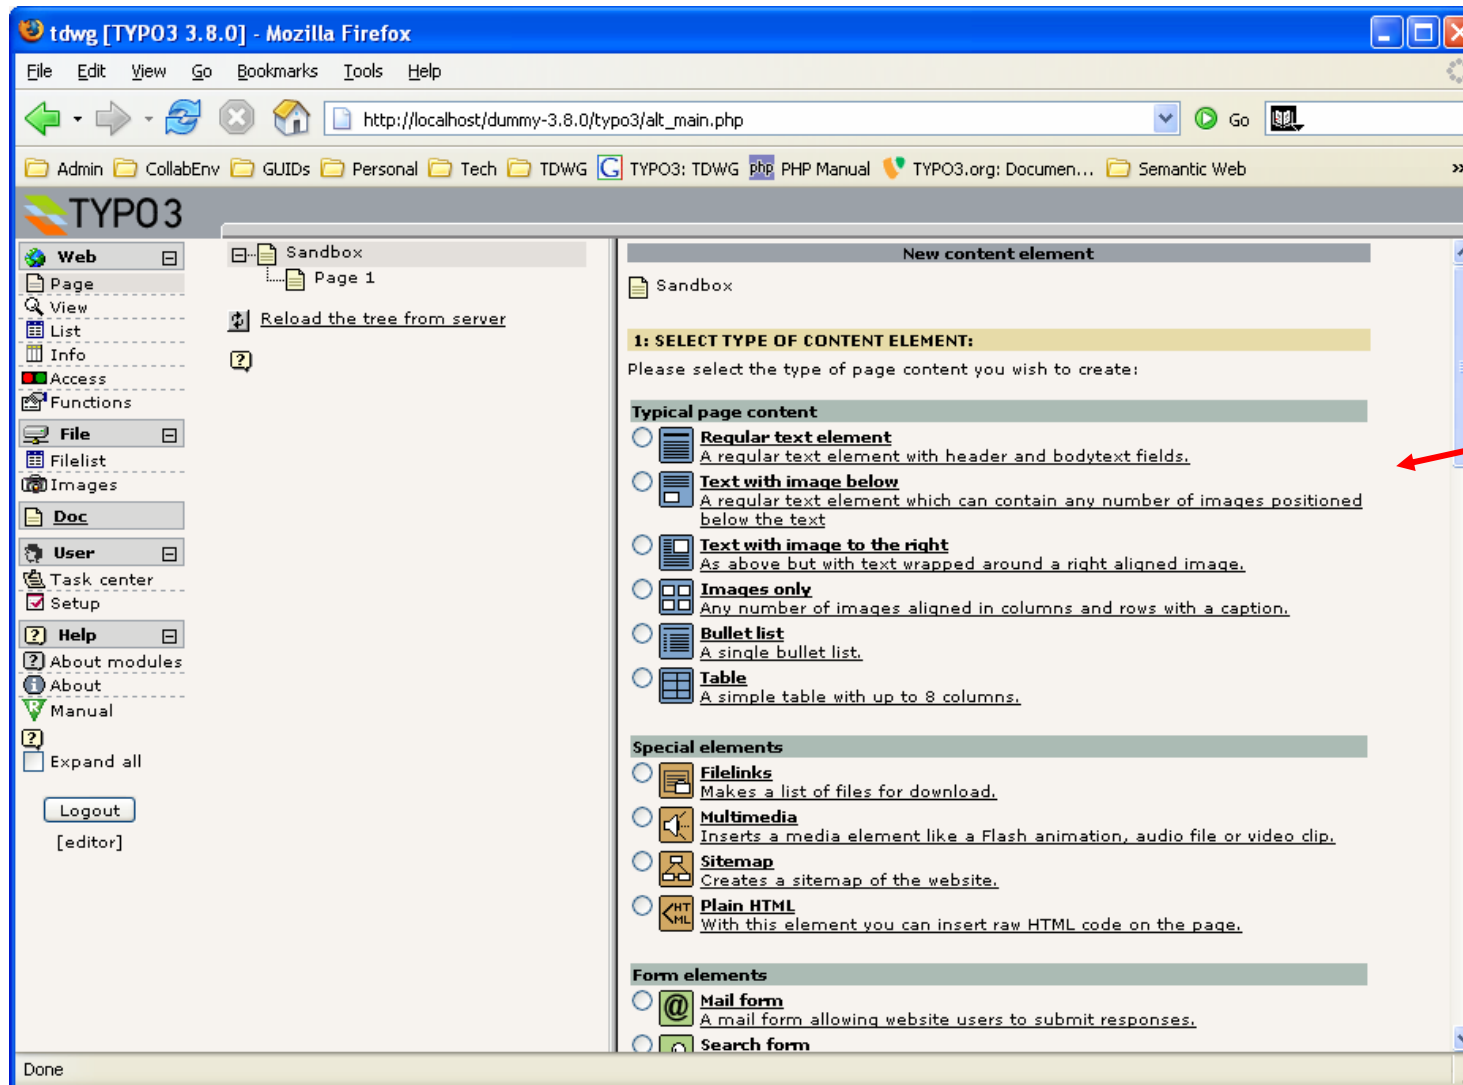 tdwg [TYPO3 3.8.0] - Mozilla Firefox
File Edit View Go Bookmarks Tools Help
http://localhost/dummy-3.8.0/typo3/alt_main.php Go
Admin CollabEnv GUIDs Personal Tech TDWG TYPO3: TDWG PHP Manual TYPO3.org: Documen... Semantic Web »
TYPO3
Web
Page
View
List
Info
Access
Functions
File
Filelist
Images
Doc
User
Task center
Setup
Help
About modules
About
Manual
Expand all
Logout
[editor]
Sandbox
Page 1
Reload the tree from server
New content element
Sandbox
1: SELECT TYPE OF CONTENT ELEMENT:
Please select the type of page content you wish to create:
Typical page content
Regular text element
A regular text element with header and bodytext fields.
Text with image below
A regular text element which can contain any number of images positioned
below the text
Text with image to the right
As above but with text wrapped around a right aligned image.
Images only
Any number of images aligned in columns and rows with a caption.
Bullet list
A single bullet list.
Table
A simple table with up to 8 columns.
Special elements
Filelinks
Makes a list of files for download.
Multimedia
Inserts a media element like a Flash animation, audio file or video clip.
Sitemap
Creates a sitemap of the website.
Plain HTML
With this element you can insert raw HTML code on the page.
Form elements
Mail form
A mail form allowing website users to submit responses.
Search form
Done